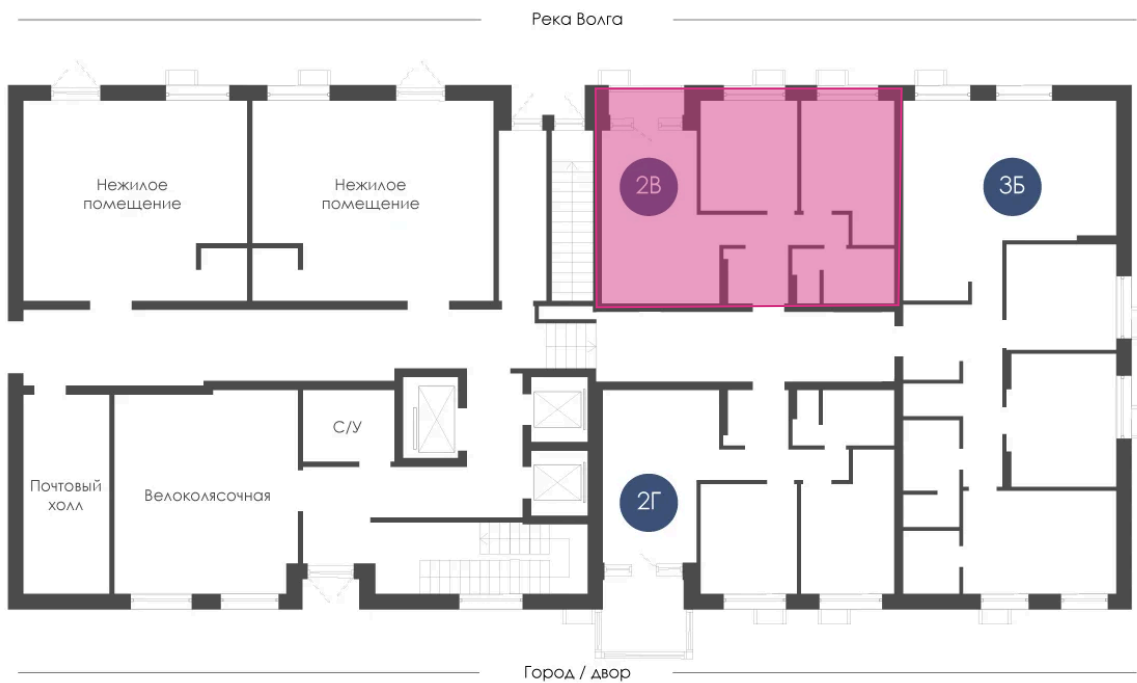 Река Волга
Нежилое
помещение
Нежилое
помещение
2В
3Б
С/У
Почтовый
холл
Велоколясочная
2Г
Город / двор